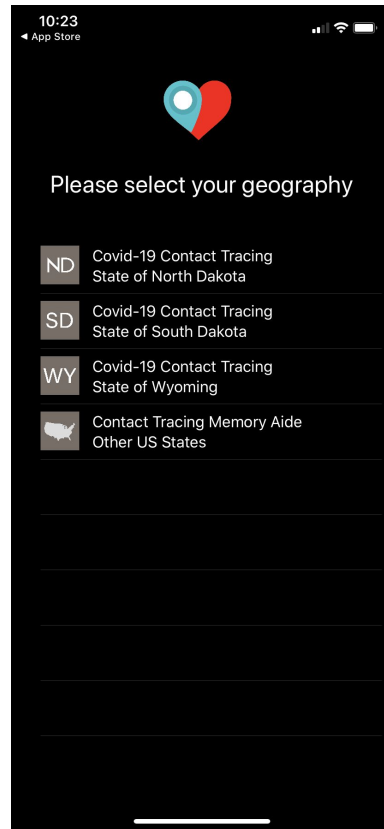 10:23
◀ App Store
Please select your geography
ND
Covid-19 Contact Tracing
State of North Dakota
SD
Covid-19 Contact Tracing
State of South Dakota
WY
Covid-19 Contact Tracing
State of Wyoming
Contact Tracing Memory Aide
Other US States